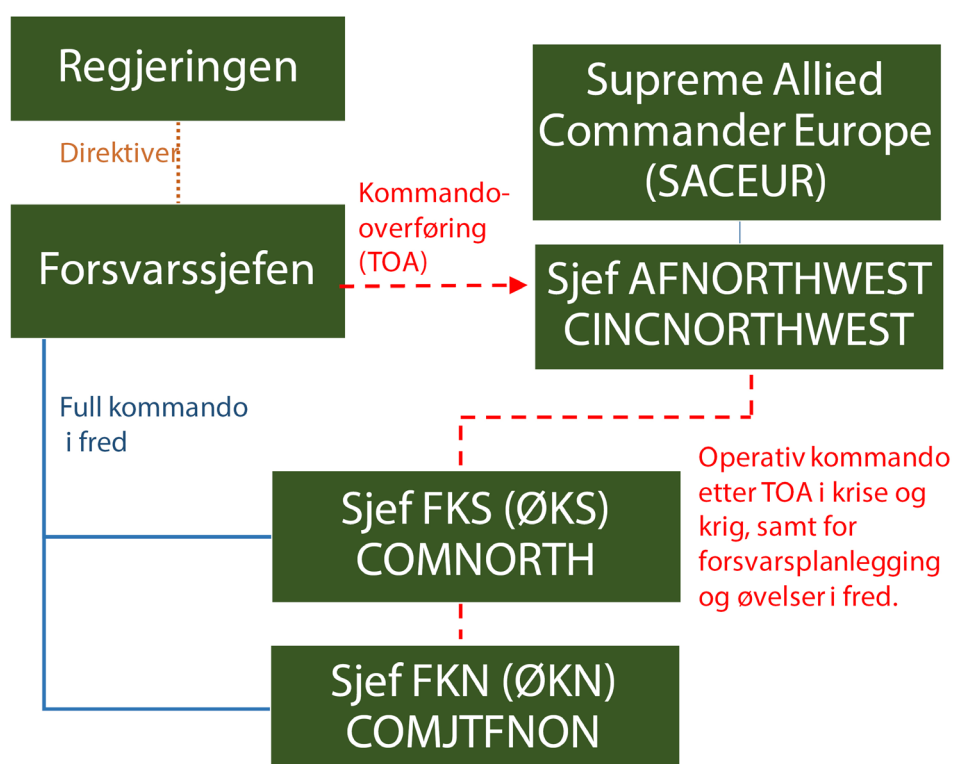 Regjeringen
Direktiver
Forsvarssjefen
Kommando-
overføring
(TOA)
Supreme Allied
Commander Europe
(SACEUR)
Sjef AFNORTHWEST
CINCNORTHWEST
Full kommando
i fred
Operativ kommando
etter TOA i krise og
krig, samt for
forsvarsplanlegging
og øvelser i fred.
Sjef FKS (ØKS)
COMNORTH
Sjef FKN (ØKN)
COMJTFNON